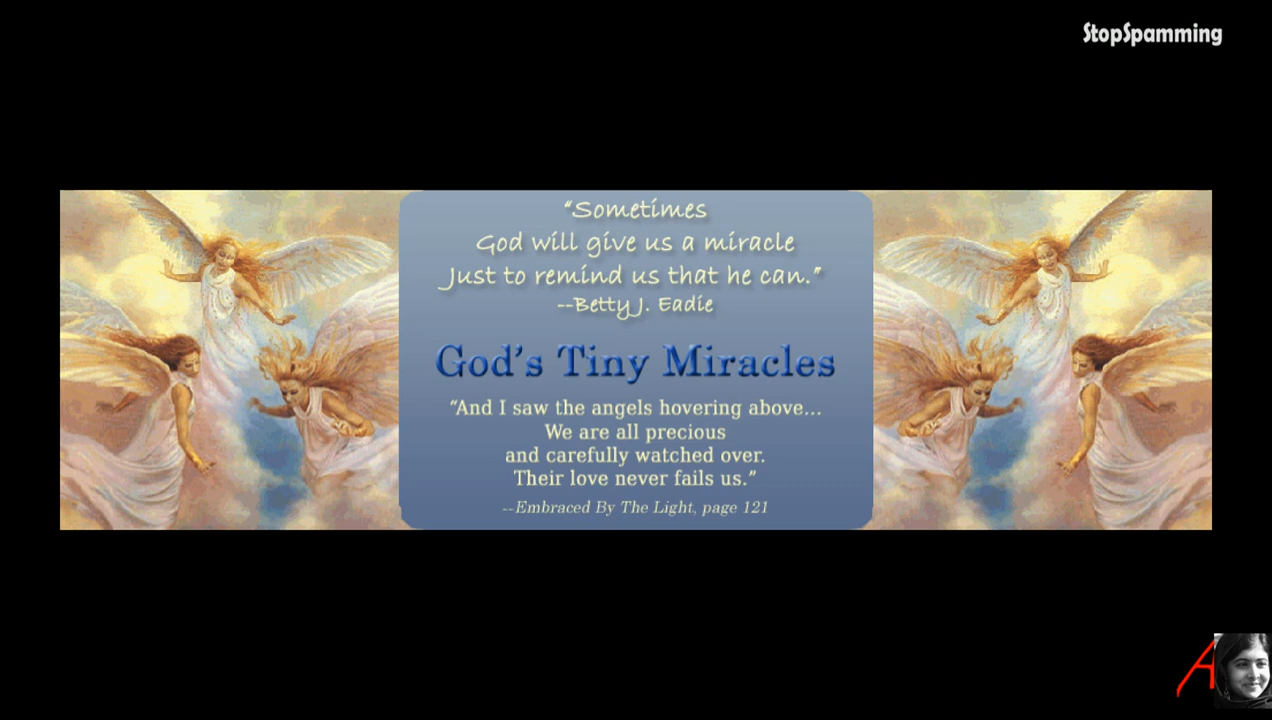 StopSpamming
“Sometimes
God will give us a miracle
Just to remind us that he can.”
--Betty J. Eadie
God's Tiny Miracles
“And I saw the angels hovering above...
We are all precious
and carefully watched over.
Their love never fails us.”
--Embraced By The Light, page 121
A